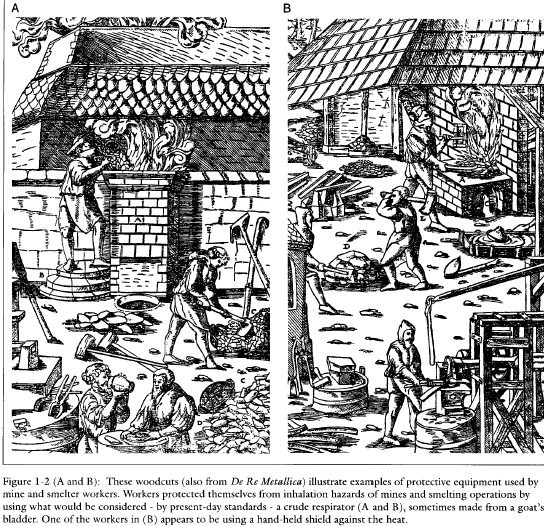 A
B
A
B
D
C
D
Figure 1-2 (A and B): These woodcuts (also from De Re Metallica) illustrate examples of protective equipment used by
mine and smelter workers. Workers protected themselves from inhalation hazards of mines and smelting operations by
using what would be considered - by present-day standards - a crude respirator (A and B), sometimes made from a goat's
bladder. One of the workers in (B) appears to be using a hand-held shield against the heat.